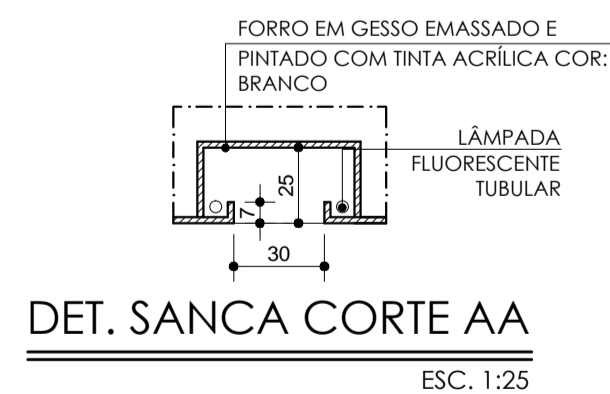 FORRO EM GESSO EMASSADO E
PINTADO COM TINTA ACRÍLICA COR:
BRANCO
LÂMPADA
FLUORESCENTE
TUBULAR
25
7
30
DET. SANCA CORTE AA
ESC. 1:25